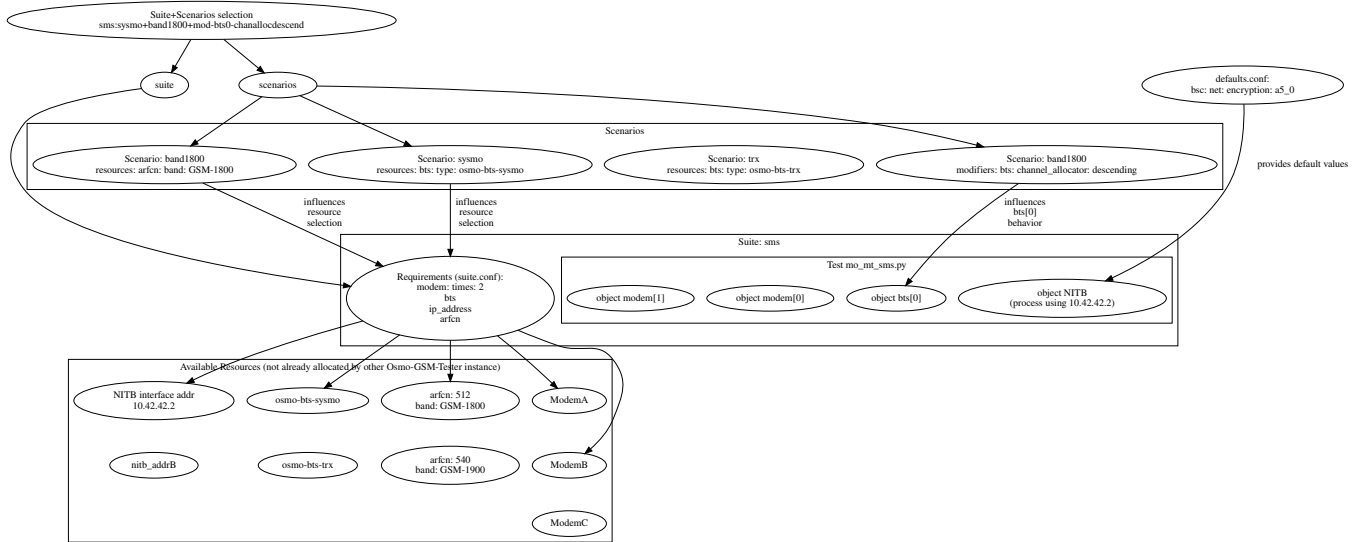 Suite+Scenarios selection
sms:sysmo+band1800+mod-bts0-chanallocdescend
suite
scenarios
defaults.conf:
bsc: net: encryption: a5_0
Scenarios
Scenario: band1800
resources: arfcn: band: GSM-1800
Scenario: sysmo
resources: bts: type: osmo-bts-sysmo
Scenario: trx
resources: bts: type: osmo-bts-trx
Scenario: band1800
modifiers: bts: channel_allocator: descending
provides default values
influences
resource
selection
influences
resource
selection
influences
bts[0]
behavior
Suite: sms
Requirements (suite.conf):
modem: times: 2
bts
ip_address
arfcn
Test mo_mt_sms.py
object modem[1]
object modem[0]
object bts[0]
object NITB
(process using 10.42.42.2)
Available Resources (not already allocated by other Osmo-GSM-Tester instance)
NITB interface addr
10.42.42.2
osmo-bts-sysmo
arfcn: 512
band: GSM-1800
ModemA
nitb_addrB
osmo-bts-trx
arfcn: 540
band: GSM-1900
ModemB
ModemC